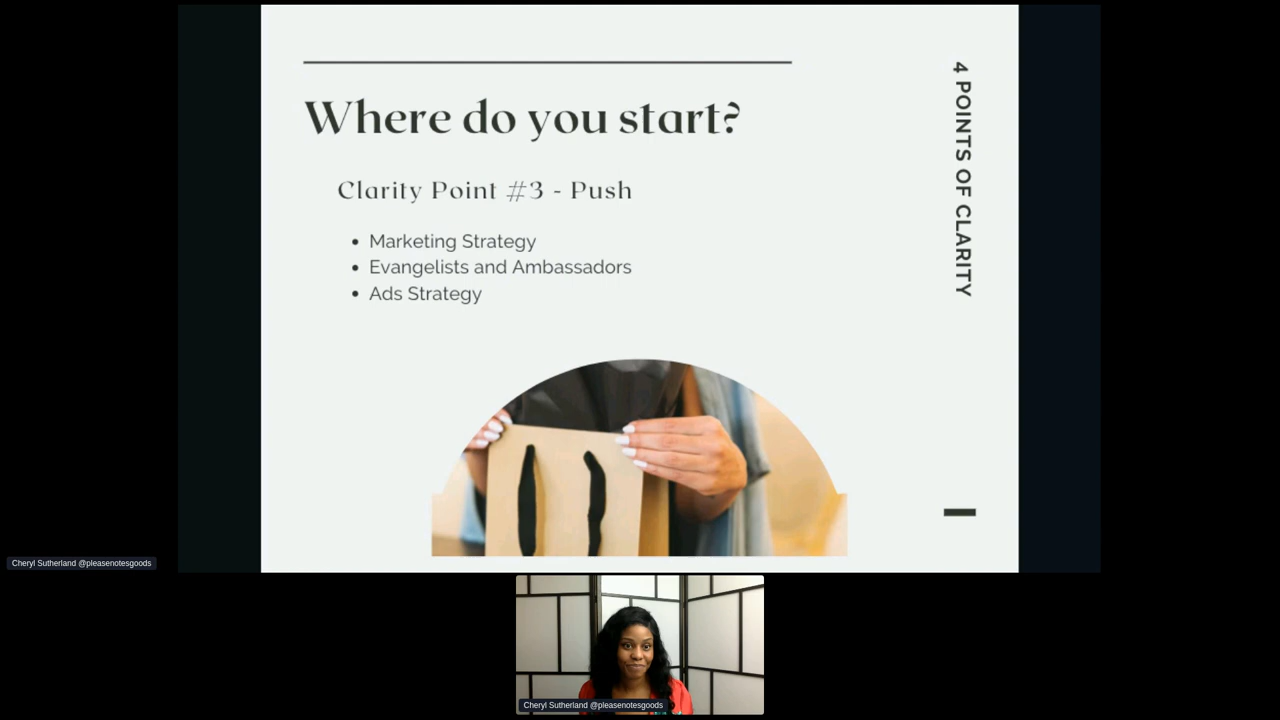 Where do you start?
Clarity Point #3 - Push
• Marketing Strategy
• Evangelists and Ambassadors
• Ads Strategy
4 POINTS OF CLARITY
Cheryl Sutherland @pleasenotesgoods
Cheryl Sutherland @pleasenotesgoods